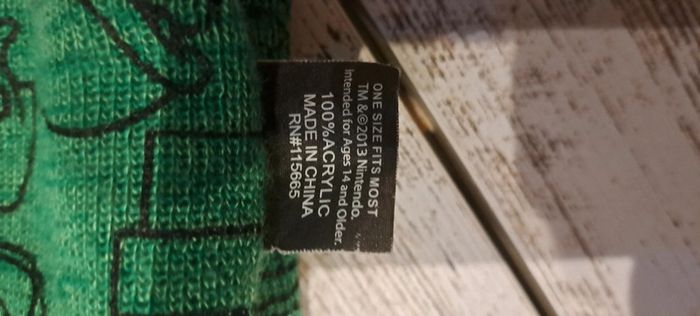 ONE SIZE FITS MOST
TM & ©2013 Nintendo.
Intended for Ages 14 and Older.
100%ACRYLIC
MADE IN CHINA
RN#115665